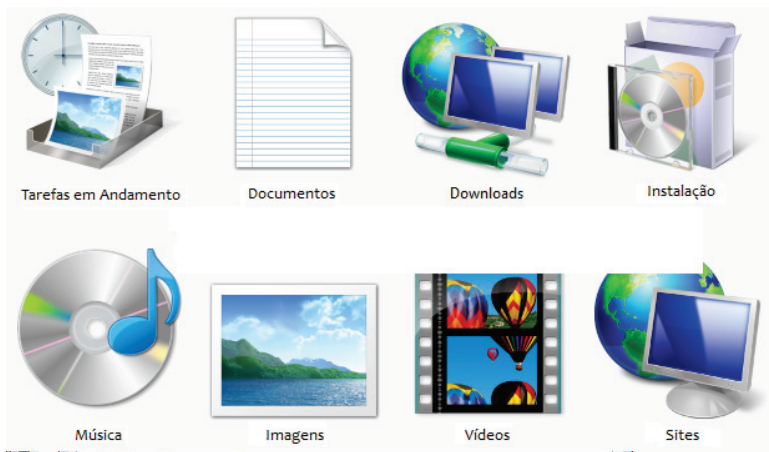 Tarefas em Andamento
Documentos
Downloads
Instalação
Música
Imagens
Vídeos
Sites